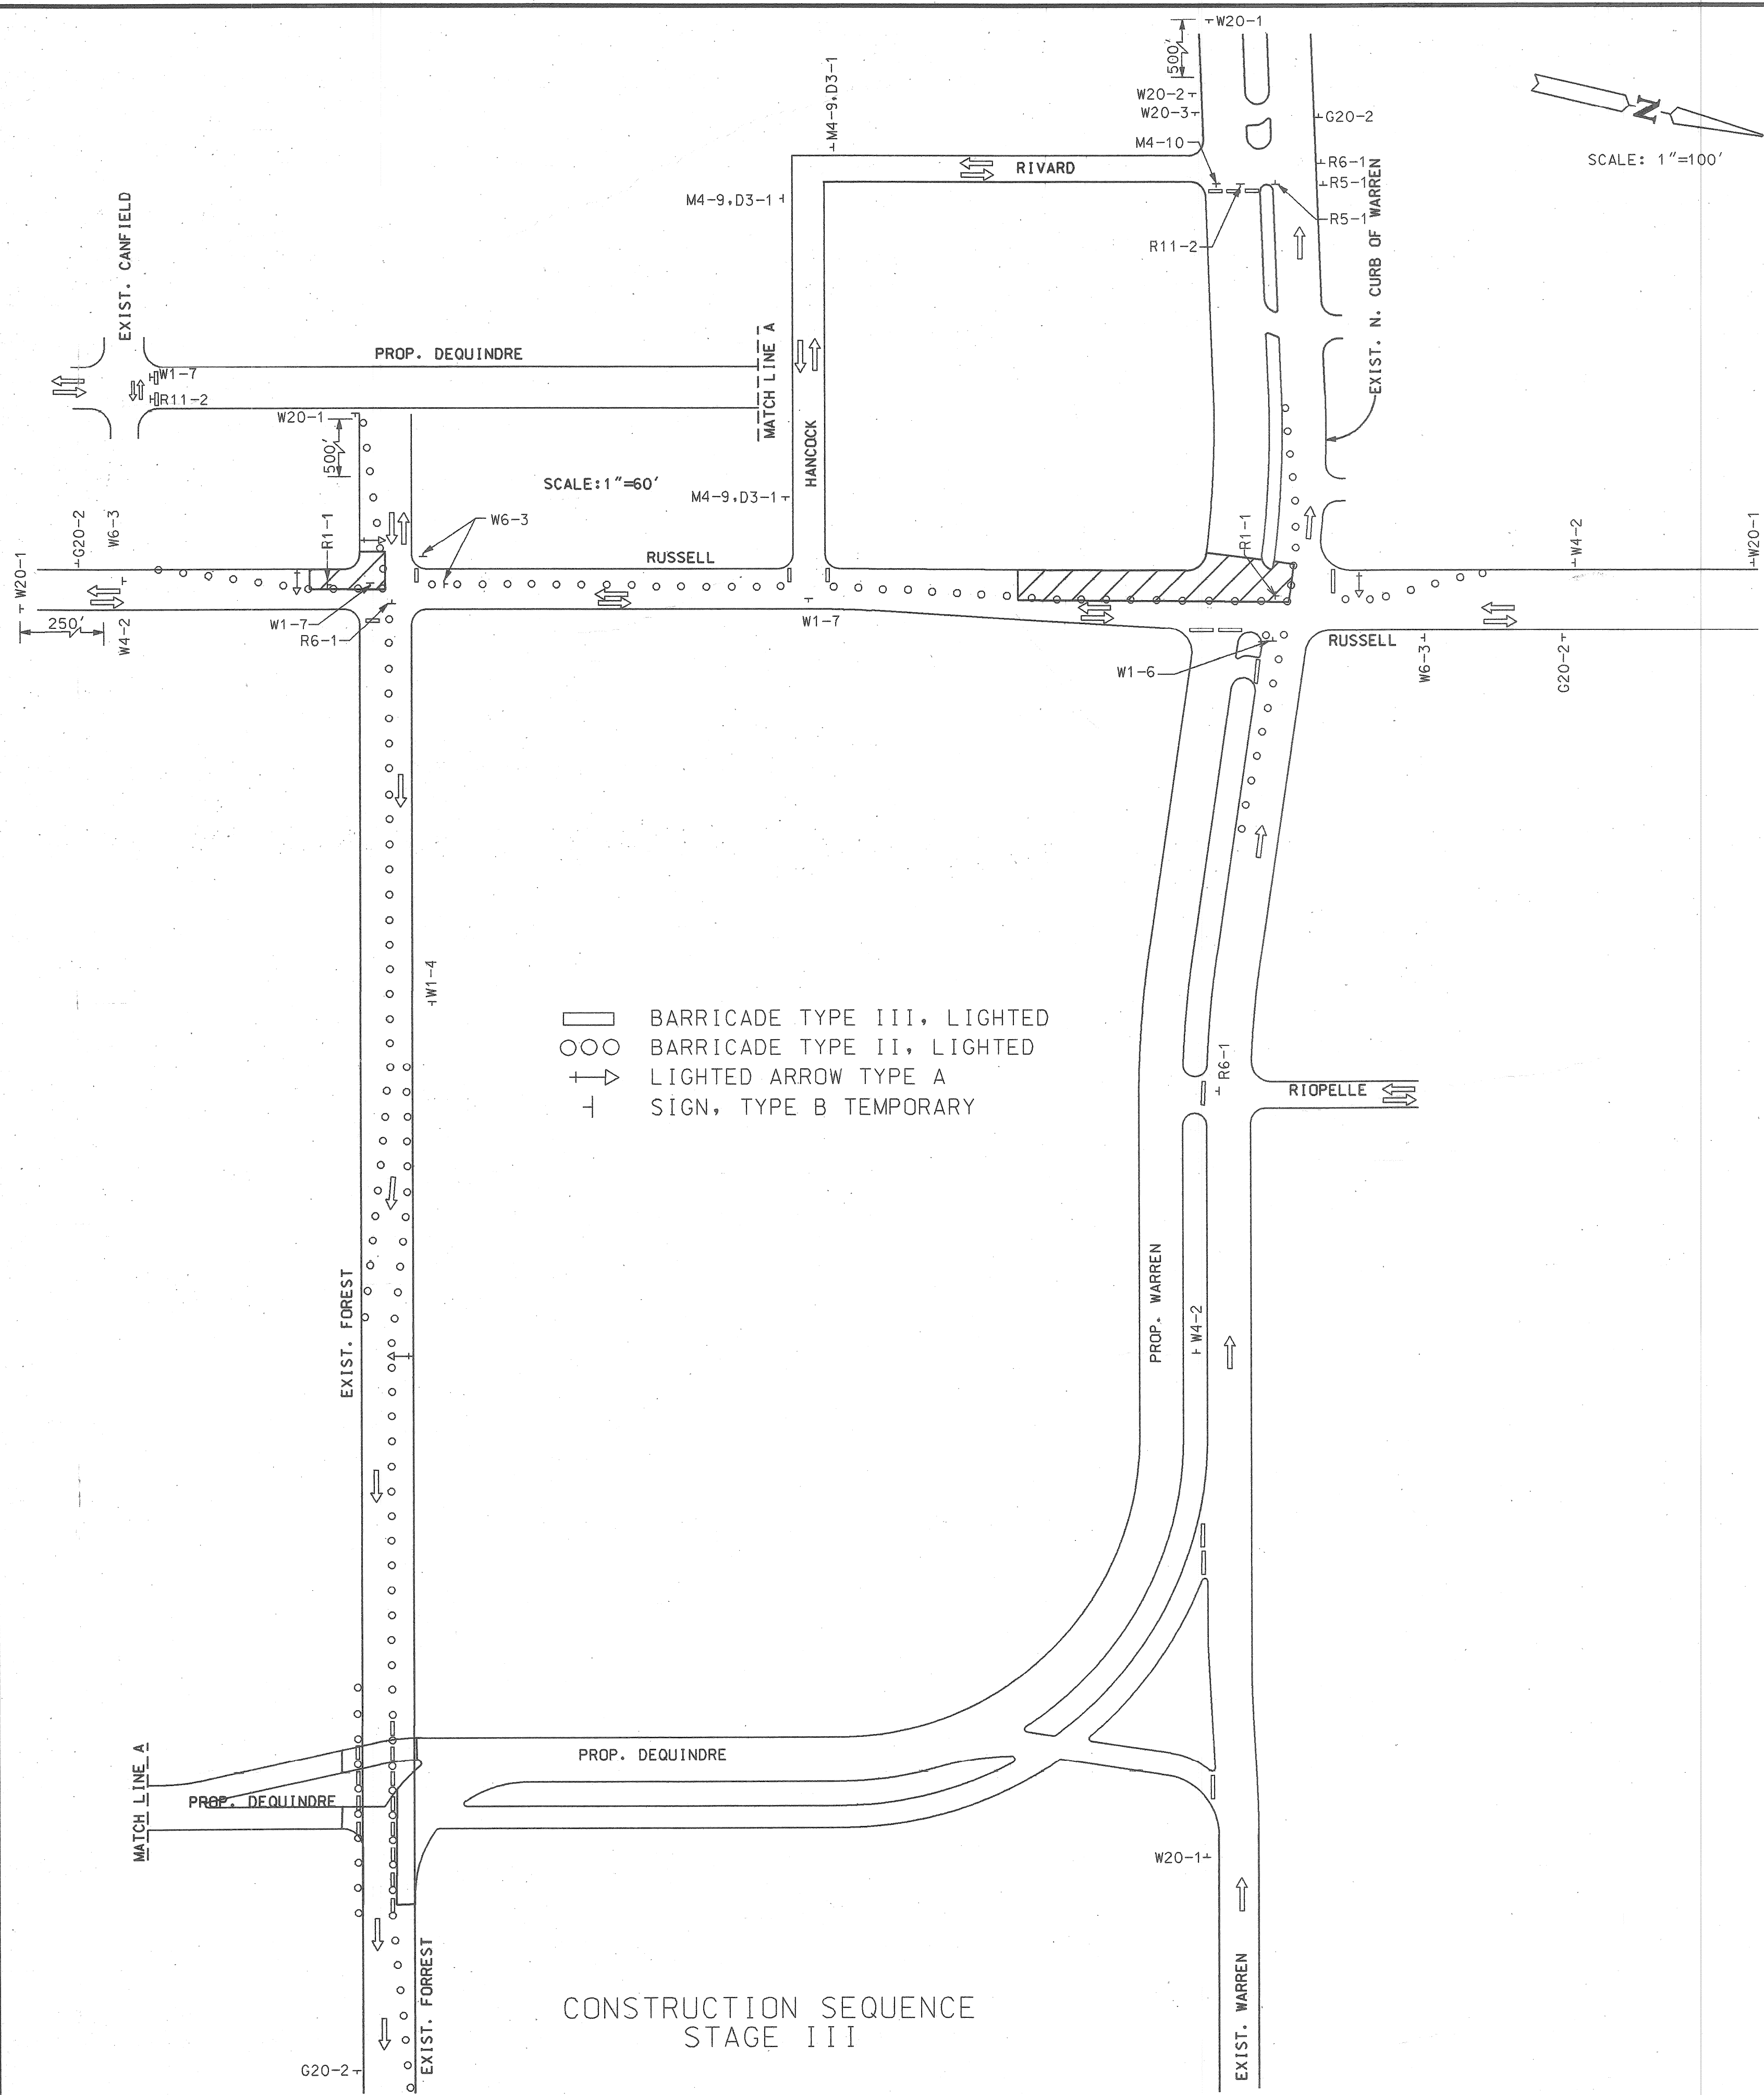 W20-1
500'
W20-2
W20-3
M4-10
G20-2
R6-1
R5-1
R5-1
R11-2
N
SCALE: 1"=100'
M4-9,D3-1
RIVARD
M4-9,D3-1
EXIST. N. CURB OF WARREN
EXIST. CANFIELD
PROP. DEQUINDRE
MATCH LINE A
W1-7
R11-2
W20-1
500'
SCALE:1"=60'
HANCOCK
M4-9,D3-1
W20-1
G20-2
W6-3
R1-1
W6-3
RUSSELL
R1-1
W4-2
W20-1
250'
W4-2
W1-7
R6-1
W1-7
W1-6
RUSSELL
W6-3
G20-2
W1-4
BARRICADE TYPE III, LIGHTED
BARRICADE TYPE II, LIGHTED
LIGHTED ARROW TYPE A
SIGN, TYPE B TEMPORARY
R6-1
RIOPELLE
EXIST. FOREST
PROP. WARREN
W4-2
MATCH LINE A
PROP. DEQUINDRE
PROP. DEQUINDRE
W20-1
EXIST. FORREST
EXIST. WARREN
G20-2
CONSTRUCTION SEQUENCE
STAGE III